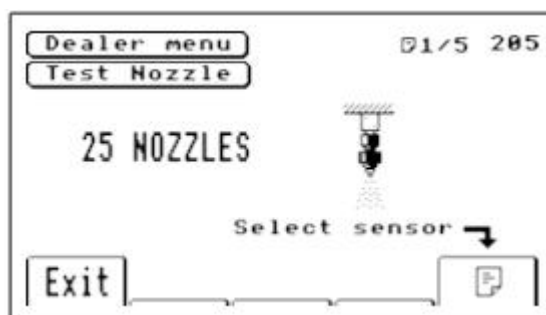 Dealer menu
1/5 205
Test Nozzle
25 NOZZLES
Select sensor
Exit